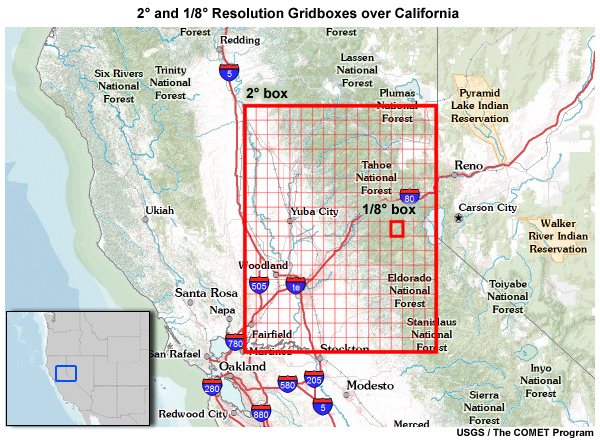 2° and 1/8° Resolution Gridboxes over California
Forest
Redding
Forest
Six Rivers
National
Forest
Trinity
National
Forest
5
Lassen
National
Forest
2° box
Plumas
National
Forest
Pyramid
Lake Indian
Reservation
Tahoe
National
Forest
Reno
80
Ukiah
Yuba City
1/8° box
Carson City
Walker
River Indian
Reservation
Woodland
505
te
Eldorado
National
Forest
Toiyabe
National
Forest
Santa Rosa
Napa
Fairfield
Stanislaus
National
Forest
780
San Rafael
Martinez
Stockton
Oakland
280
580
205
Modesto
Inyo
National
Forest
5
Redwood City
880
Merced
Sierra
National
Forest
USGS / The COMET Program